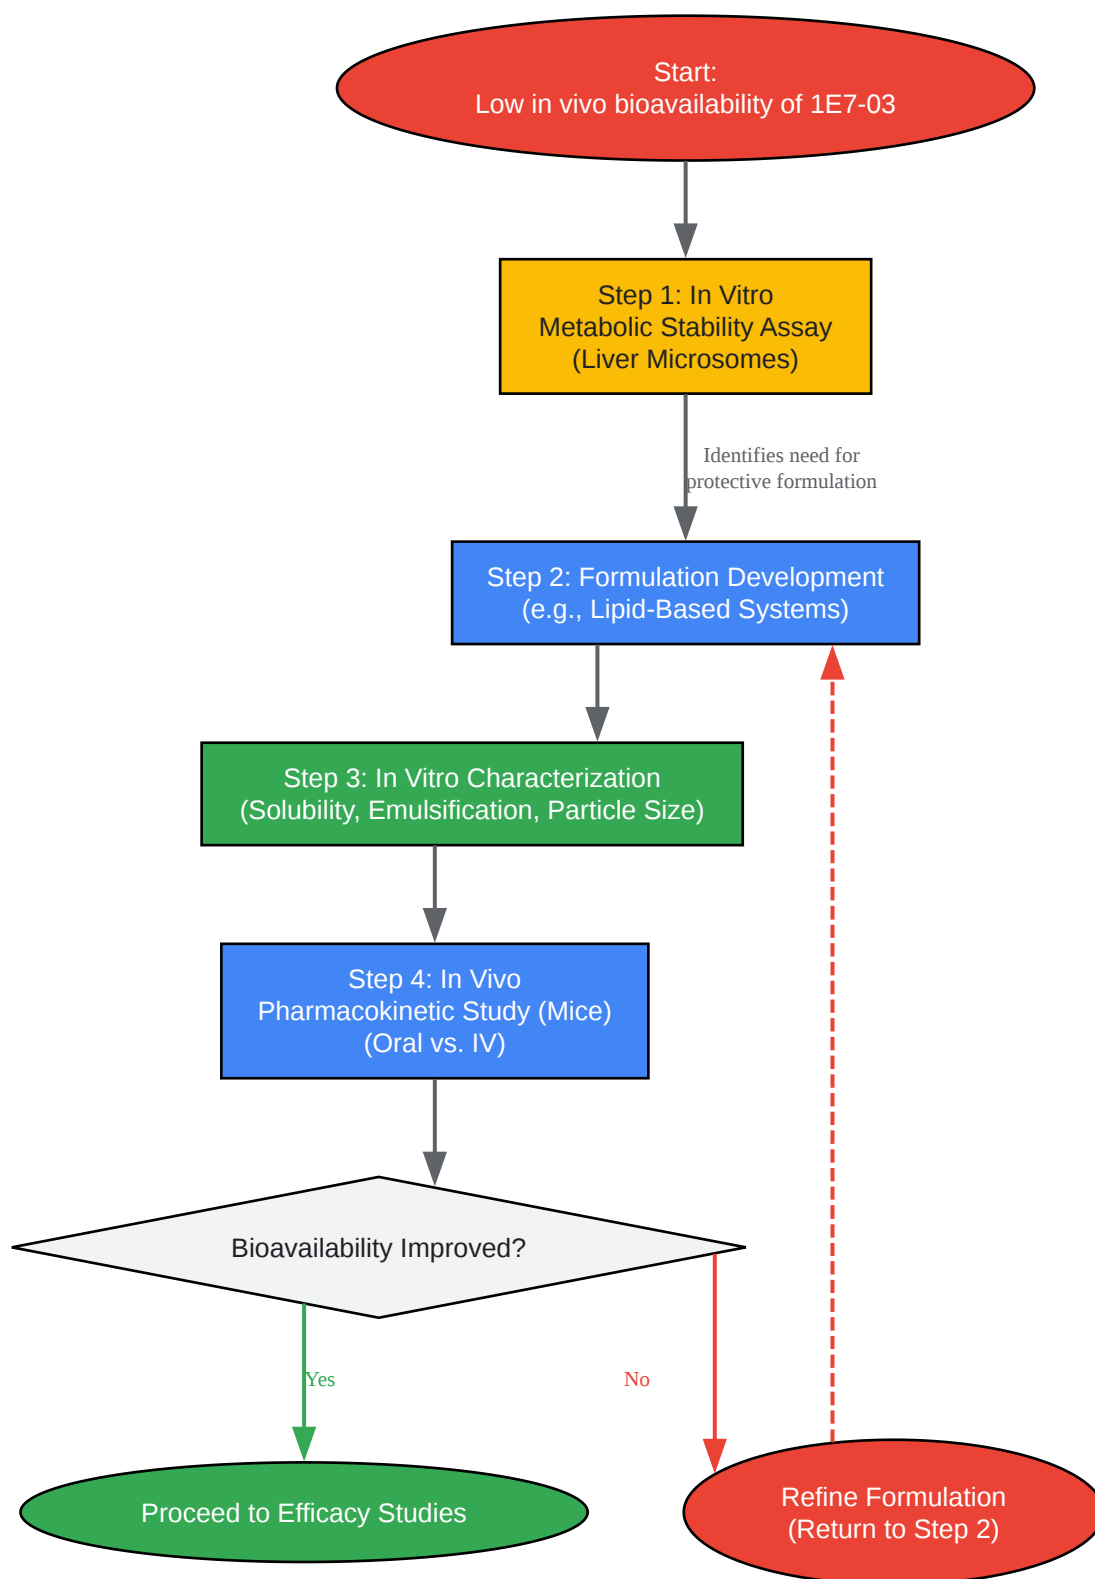 Start:
Low in vivo bioavailability of 1E7-03
Step 1: In Vitro
Metabolic Stability Assay
(Liver Microsomes)
Identifies need for
protective formulation
Step 2: Formulation Development
(e.g., Lipid-Based Systems)
Step 3: In Vitro Characterization
(Solubility, Emulsification, Particle Size)
Step 4: In Vivo
Pharmacokinetic Study (Mice)
(Oral vs. IV)
Bioavailability Improved?
Yes
No
Proceed to Efficacy Studies
Refine Formulation
(Return to Step 2)